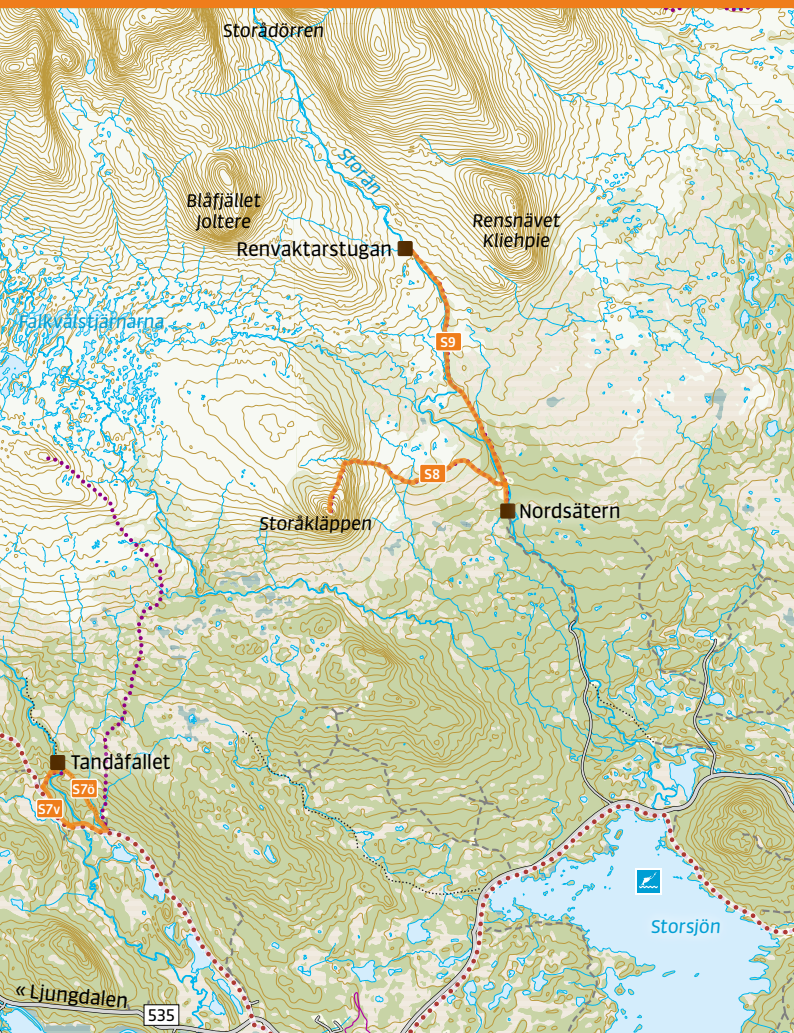 Storådörren
Storån
Blåfjället
Joltere
Rensnävet
Kliehpie
Renvaktarstugan
Falkvålstjärnarna
S9
S8
Nordsätern
Storåkläppen
Tandåfallet
S7ö
S7v
Storsjön
« Ljungdalen
535